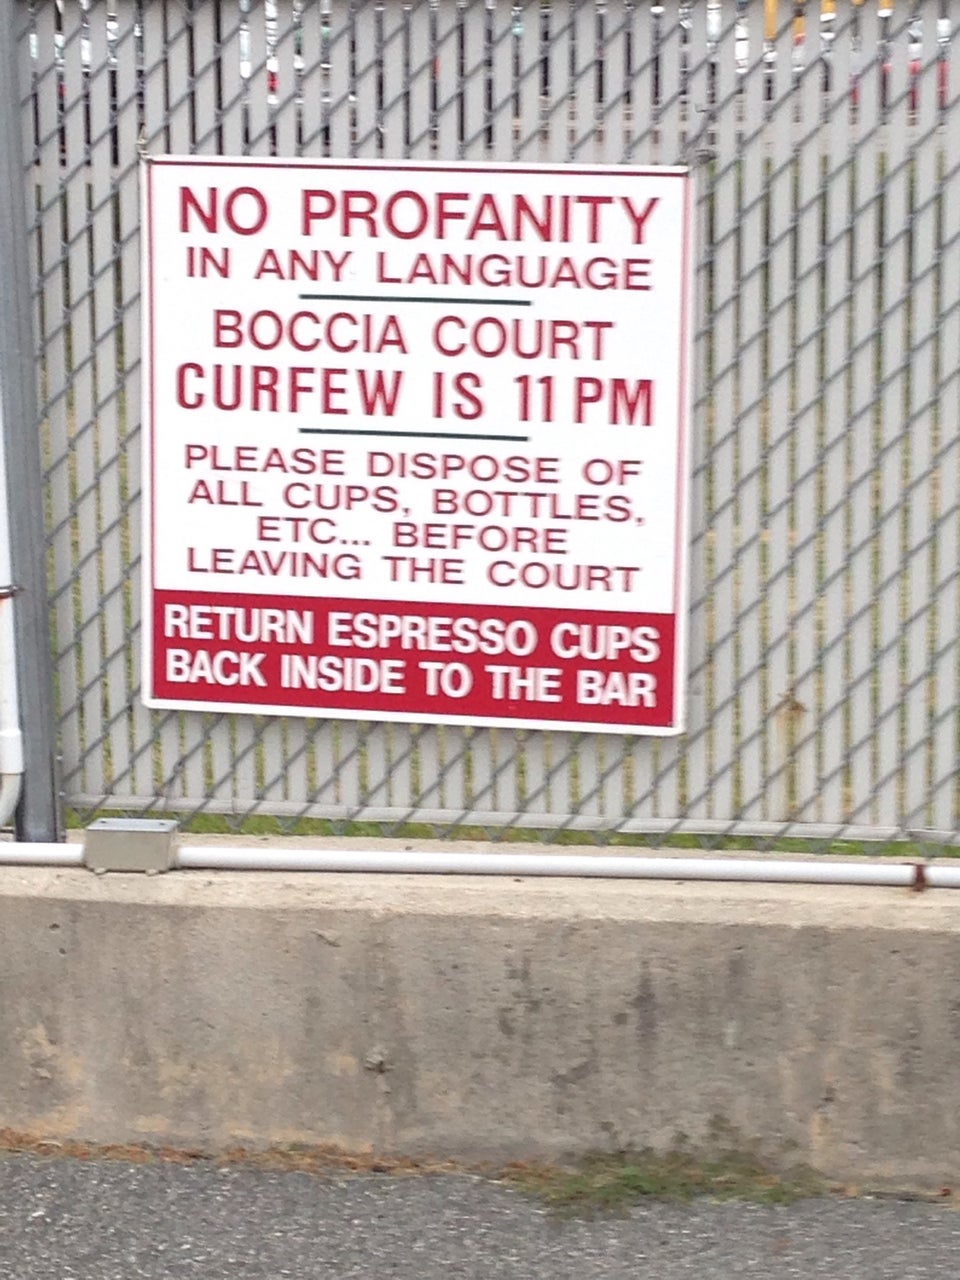 NO PROFANITY
IN ANY LANGUAGE
BOCCIA COURT
CURFEW IS 11 PM
PLEASE DISPOSE OF
ALL CUPS, BOTTLES,
ETC... BEFORE
LEAVING THE COURT
RETURN ESPRESSO CUPS
BACK INSIDE TO THE BAR